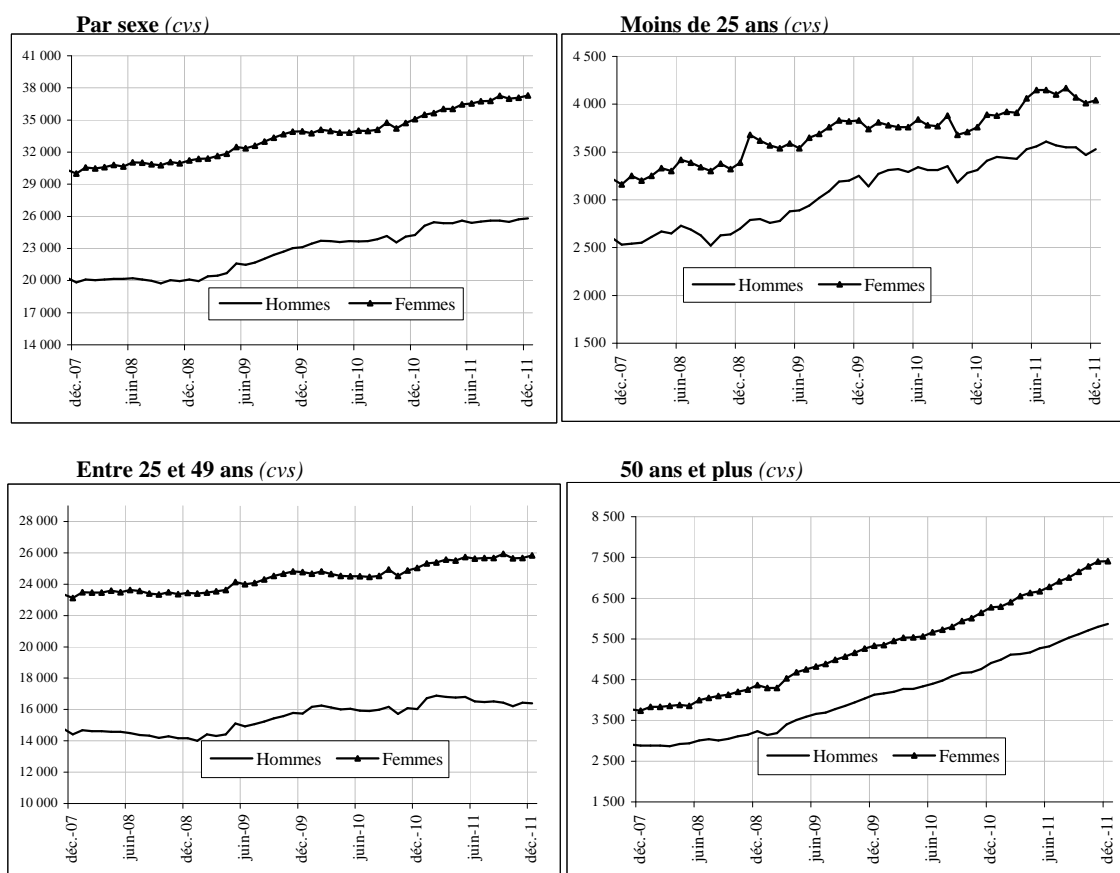 Par sexe (cvs)
41 000
38 000
35 000
32 000
29 000
26 000
23 000
20 000
17 000
14 000
déc.-07
juin-08
déc.-08
juin-09
déc.-09
juin-10
déc.-10
juin-11
déc.-11
Hommes Femmes
Moins de 25 ans (cvs)
4 500
4 000
3 500
3 000
2 500
2 000
1 500
déc.-07
juin-08
déc.-08
juin-09
déc.-09
juin-10
déc.-10
juin-11
déc.-11
Hommes Femmes
Entre 25 et 49 ans (cvs)
28 000
26 000
24 000
22 000
20 000
18 000
16 000
14 000
12 000
10 000
déc.-07
juin-08
déc.-08
juin-09
déc.-09
juin-10
déc.-10
juin-11
déc.-11
Hommes Femmes
50 ans et plus (cvs)
8 500
7 500
6 500
5 500
4 500
3 500
2 500
1 500
déc.-07
juin-08
déc.-08
juin-09
déc.-09
juin-10
déc.-10
juin-11
déc.-11
Hommes Femmes